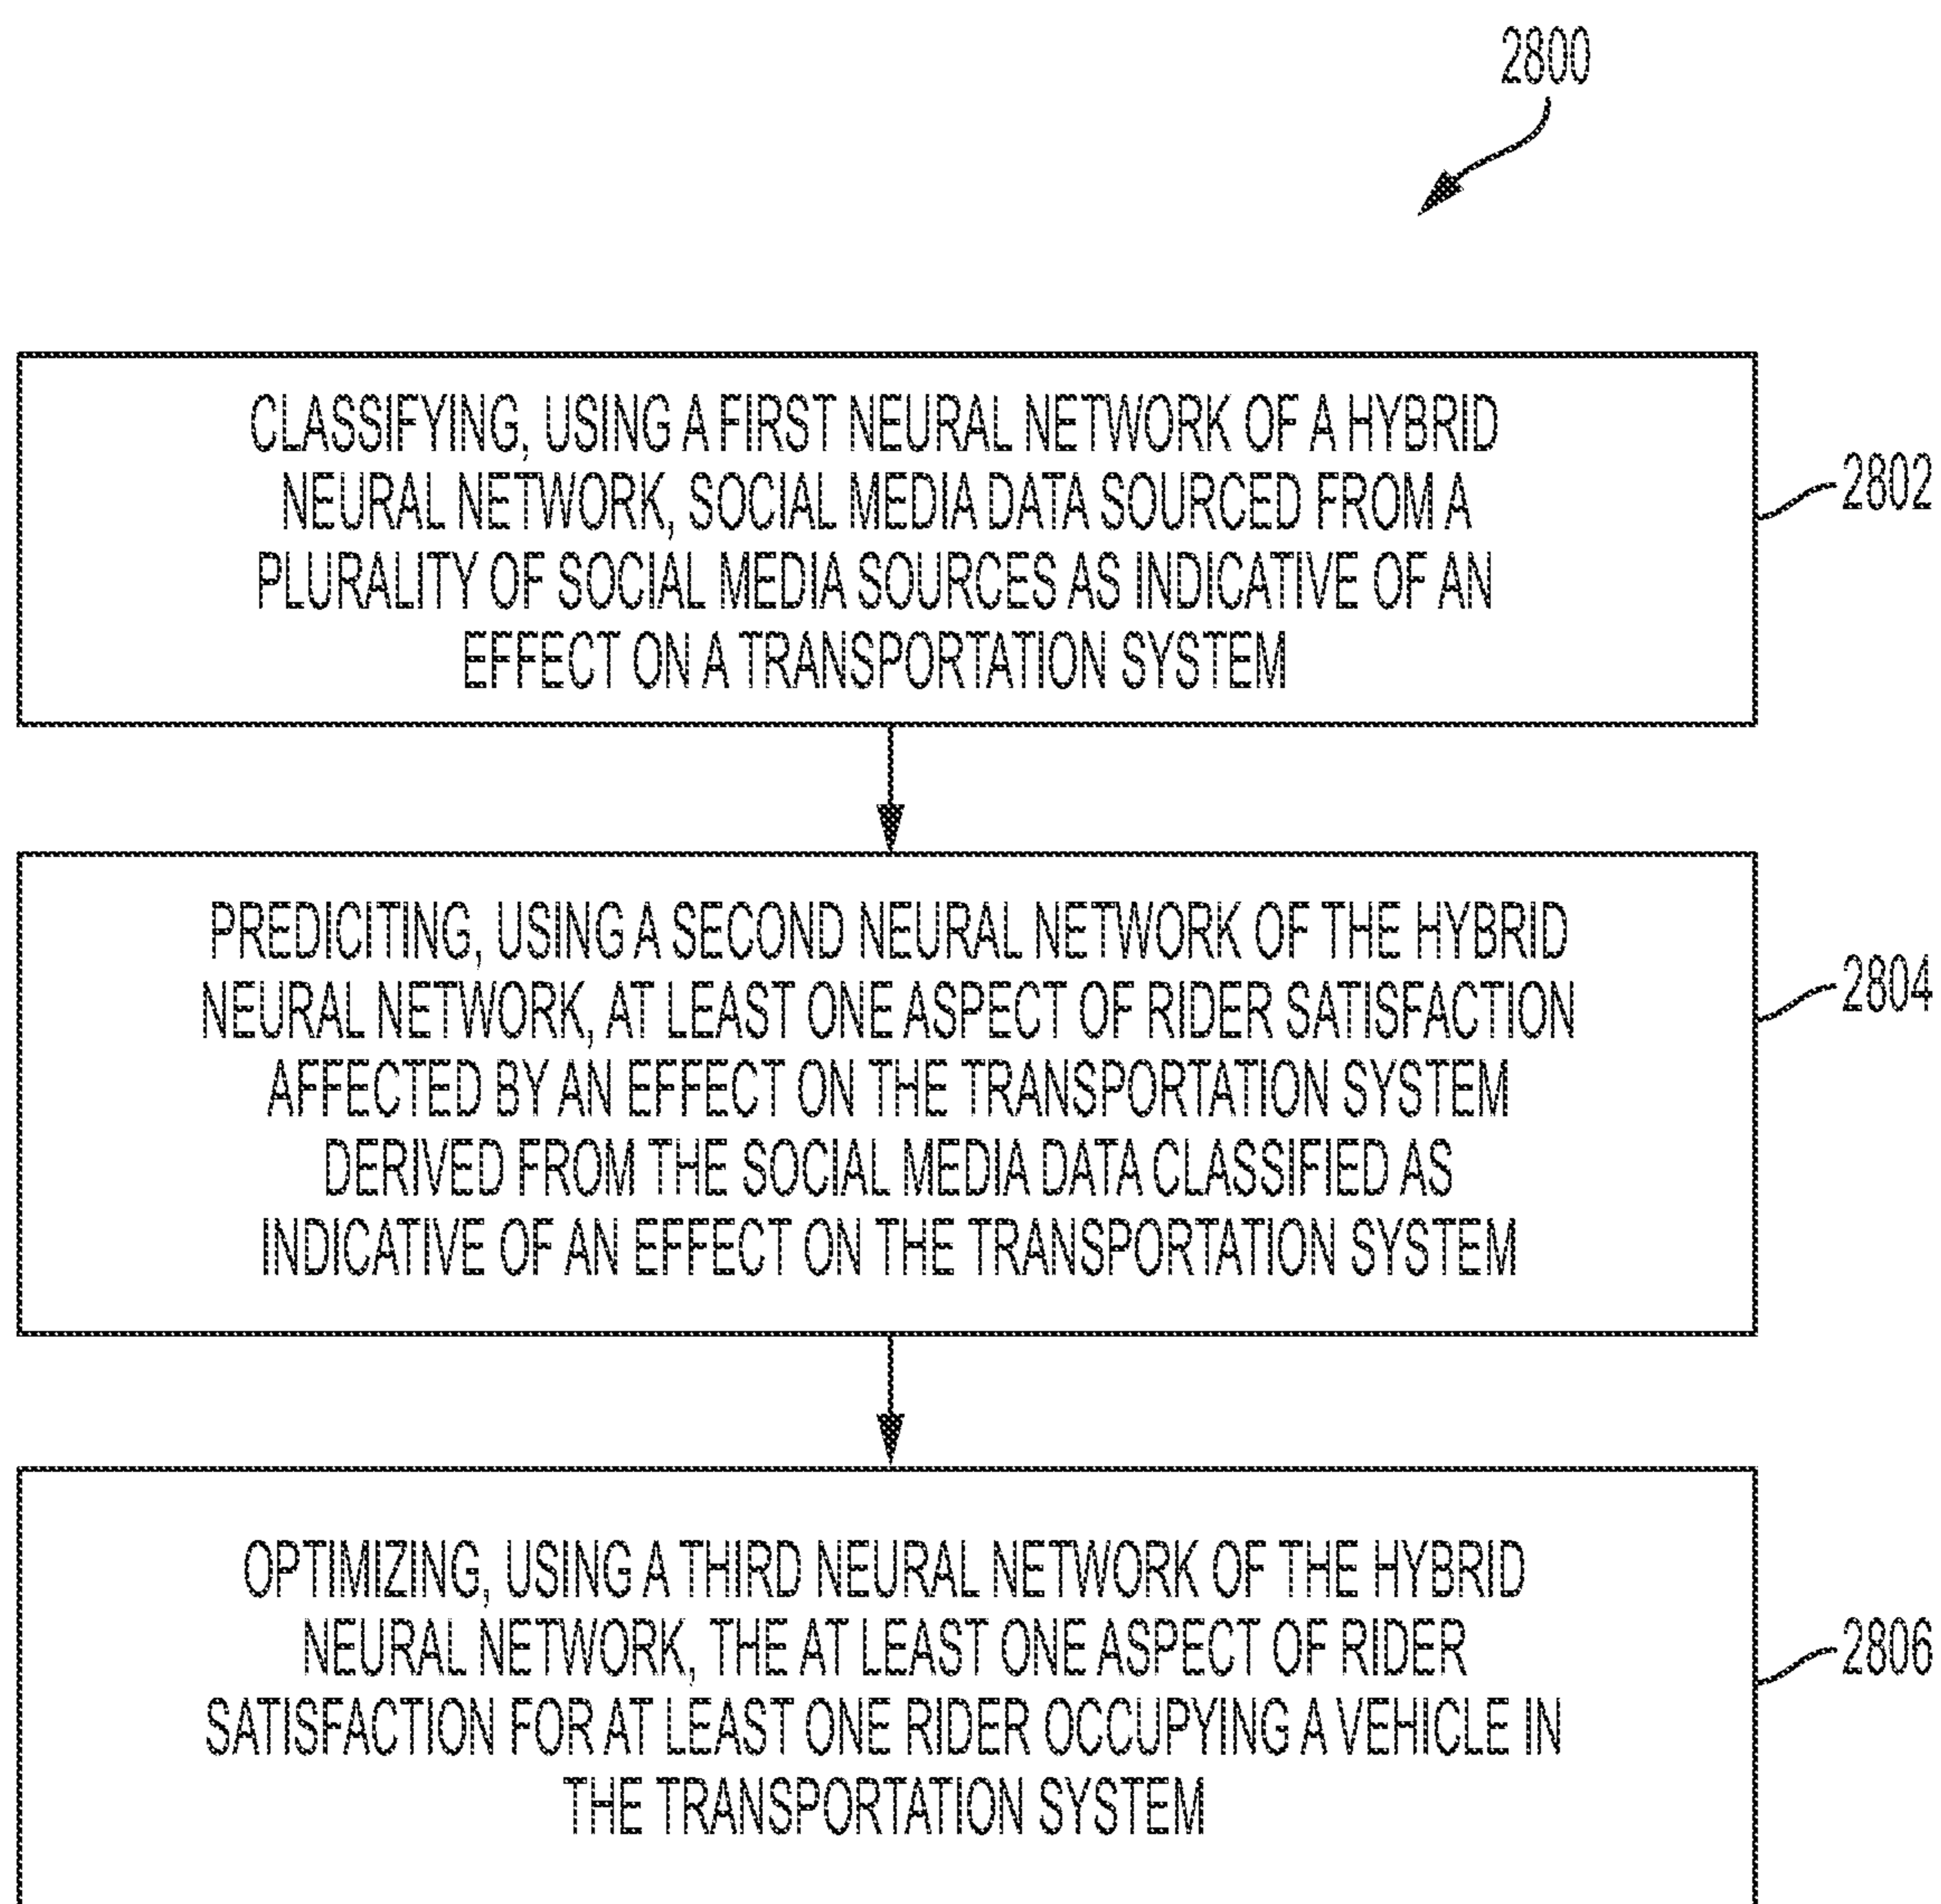 2800
CLASSIFYING, USING A FIRST NEURAL NETWORK OF A HYBRID
NEURAL NETWORK, SOCIAL MEDIA DATA SOURCED FROM A
PLURALITY OF SOCIAL MEDIA SOURCES AS INDICATIVE OF AN
EFFECT ON A TRANSPORTATION SYSTEM
2802
PREDICITING, USING A SECOND NEURAL NETWORK OF THE HYBRID
NEURAL NETWORK, AT LEAST ONE ASPECT OF RIDER SATISFACTION
AFFECTED BY AN EFFECT ON THE TRANSPORTATION SYSTEM
DERIVED FROM THE SOCIAL MEDIA DATA CLASSIFIED AS
INDICATIVE OF AN EFFECT ON THE TRANSPORTATION SYSTEM
2804
OPTIMIZING, USING A THIRD NEURAL NETWORK OF THE HYBRID
NEURAL NETWORK, THE AT LEAST ONE ASPECT OF RIDER
SATISFACTION FOR AT LEAST ONE RIDER OCCUPYING A VEHICLE IN
THE TRANSPORTATION SYSTEM
2806